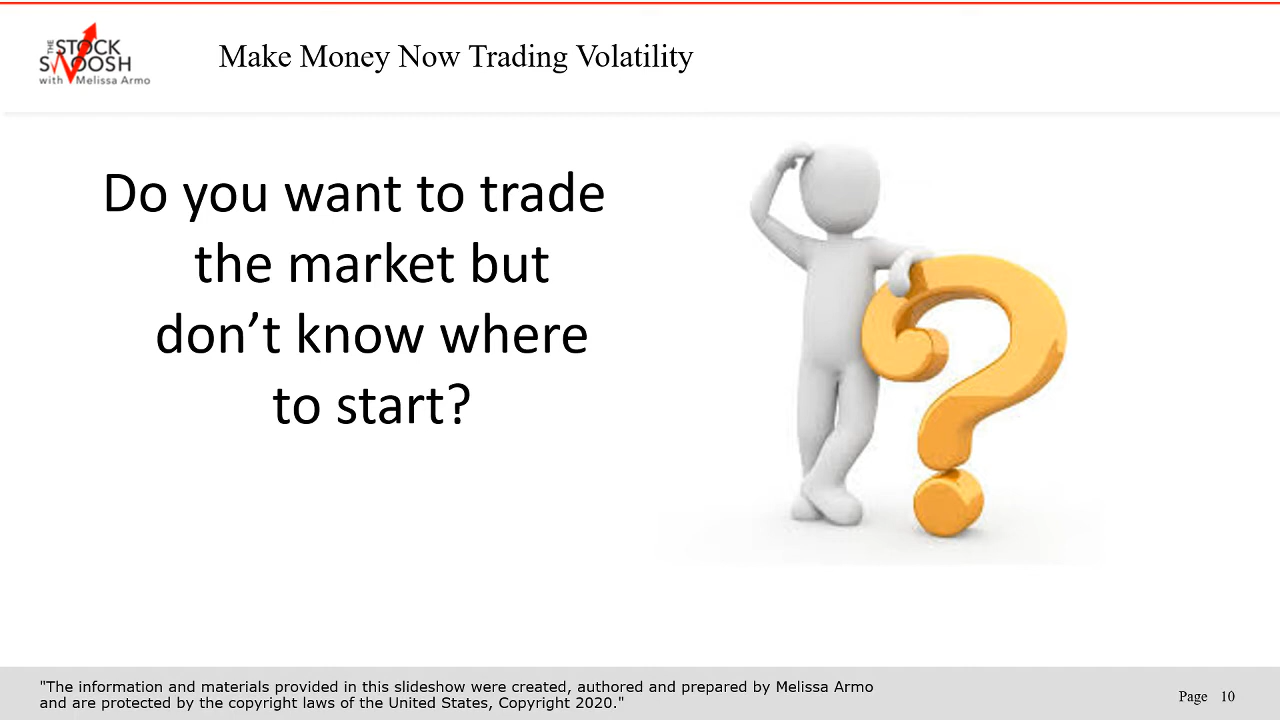 THE
STOCK
SWOOSH
with Melissa Armo
Make Money Now Trading Volatility
Do you want to trade
the market but
don’t know where
to start?
"The information and materials provided in this slideshow were created, authored and prepared by Melissa Armo
and are protected by the copyright laws of the United States, Copyright 2020."
Page 10